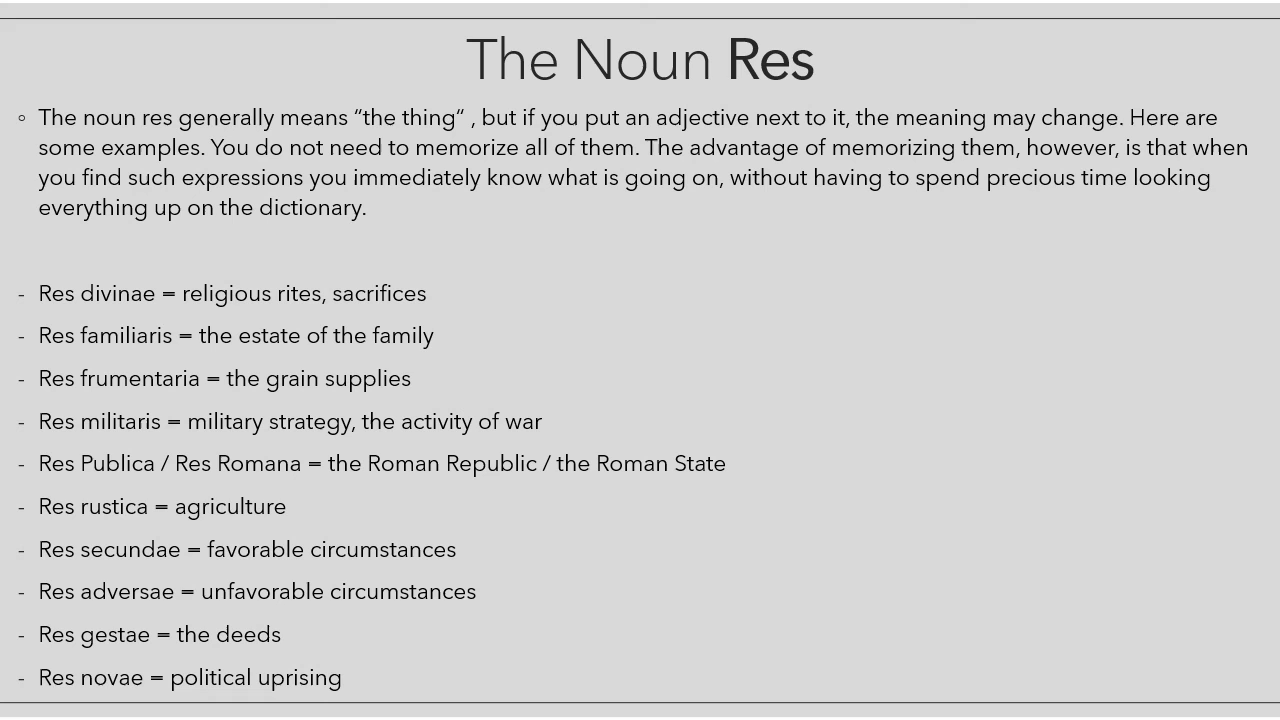 The Noun Res
◦ The noun res generally means “the thing“ , but if you put an adjective next to it, the meaning may change. Here are
some examples. You do not need to memorize all of them. The advantage of memorizing them, however, is that when
you find such expressions you immediately know what is going on, without having to spend precious time looking
everything up on the dictionary.
- Res divinae = religious rites, sacrifices
- Res familiaris = the estate of the family
- Res frumentaria = the grain supplies
- Res militaris = military strategy, the activity of war
- Res Publica / Res Romana = the Roman Republic / the Roman State
- Res rustica = agriculture
- Res secundae = favorable circumstances
- Res adversae = unfavorable circumstances
- Res gestae = the deeds
- Res novae = political uprising